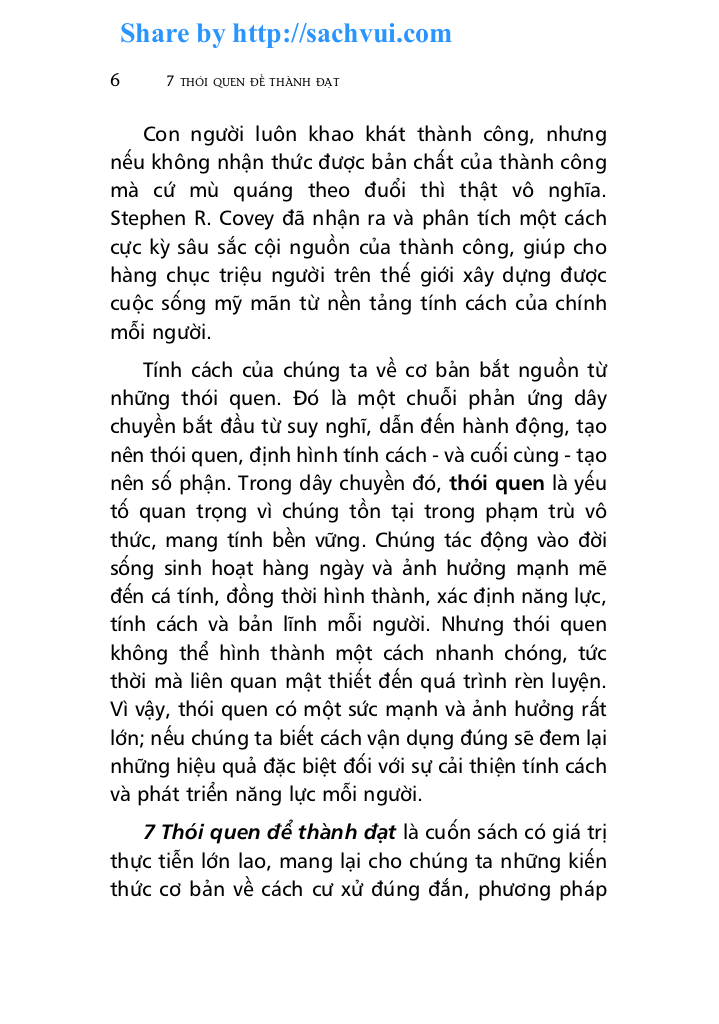 Share by http://sachvui.com
6 7 THÓI QUEN ĐỂ THÀNH ĐẠT
Con người luôn khao khát thành công, nhưng
nếu không nhận thức được bản chất của thành công
mà cứ mù quáng theo đuổi thì thật vô nghĩa.
Stephen R. Covey đã nhận ra và phân tích một cách
cực kỳ sâu sắc cội nguồn của thành công, giúp cho
hàng chục triệu người trên thế giới xây dựng được
cuộc sống mỹ mãn từ nền tảng tính cách của chính
mỗi người.
Tính cách của chúng ta về cơ bản bắt nguồn từ
những thói quen. Đó là một chuỗi phản ứng dây
chuyền bắt đầu từ suy nghĩ, dẫn đến hành động, tạo
nên thói quen, định hình tính cách - và cuối cùng - tạo
nên số phận. Trong dây chuyền đó, thói quen là yếu
tố quan trọng vì chúng tồn tại trong phạm trù vô
thức, mang tính bền vững. Chúng tác động vào đời
sống sinh hoạt hàng ngày và ảnh hưởng mạnh mẽ
đến cá tính, đồng thời hình thành, xác định năng lực,
tính cách và bản lĩnh mỗi người. Nhưng thói quen
không thể hình thành một cách nhanh chóng, tức
thời mà liên quan mật thiết đến quá trình rèn luyện.
Vì vậy, thói quen có một sức mạnh và ảnh hưởng rất
lớn; nếu chúng ta biết cách vận dụng đúng sẽ đem lại
những hiệu quả đặc biệt đối với sự cải thiện tính cách
và phát triển năng lực mỗi người.
7 Thói quen để thành đạt là cuốn sách có giá trị
thực tiễn lớn lao, mang lại cho chúng ta những kiến
thức cơ bản về cách cư xử đúng đắn, phương pháp